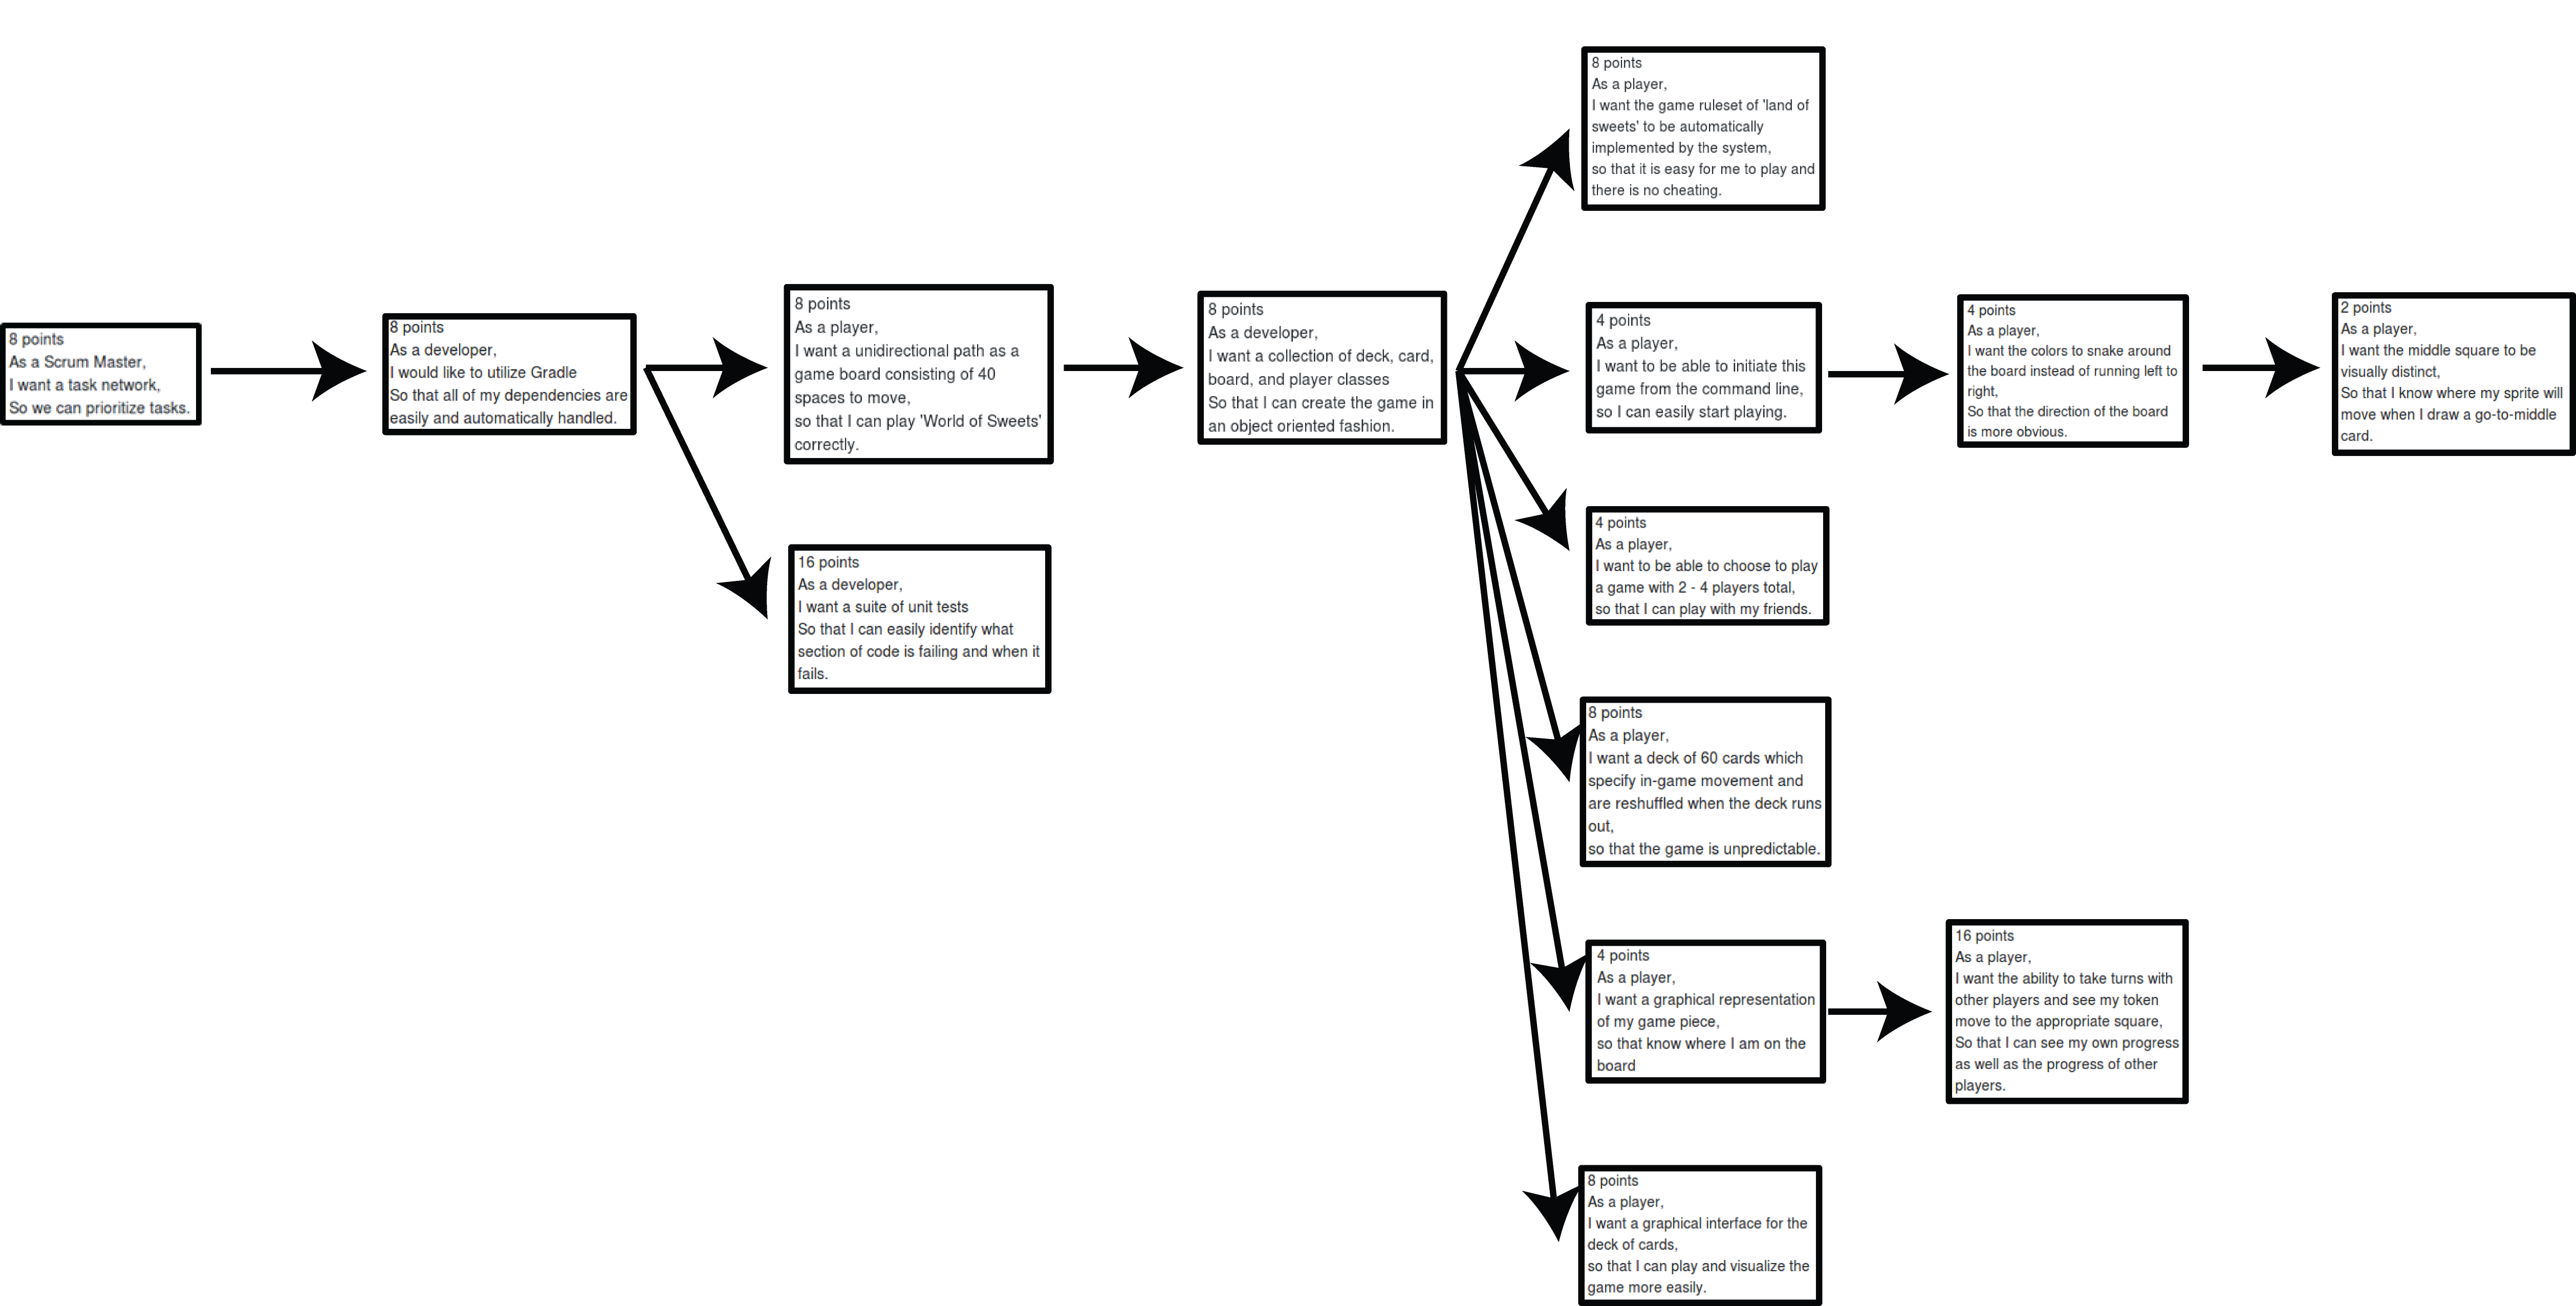 8 points
As a Scrum Master,
I want a task network,
So we can prioritize tasks.
8 points
As a developer,
I would like to utilize Gradle
So that all of my dependencies are
easily and automatically handled.
8 points
As a player,
I want a unidirectional path as a
game board consisting of 40
spaces to move,
so that I can play 'World of Sweets'
correctly.
16 points
As a developer,
I want a suite of unit tests
So that I can easily identify what
section of code is failing and when it
fails.
8 points
As a developer,
I want a collection of deck, card,
board, and player classes
So that I can create the game in
an object oriented fashion.
8 points
As a player,
I want the game ruleset of 'land of
sweets' to be automatically
implemented by the system,
so that it is easy for me to play and
there is no cheating.
4 points
As a player,
I want to be able to initiate this
game from the command line,
so I can easily start playing.
4 points
As a player,
I want the colors to snake around
the board instead of running left to
right,
So that the direction of the board
is more obvious.
2 points
As a player,
I want the middle square to be
visually distinct,
So that I know where my sprite will
move when I draw a go-to-middle
card.
4 points
As a player,
I want to be able to choose to play
a game with 2 - 4 players total,
so that I can play with my friends.
8 points
As a player,
I want a deck of 60 cards which
specify in-game movement and
are reshuffled when the deck runs
out,
so that the game is unpredictable.
4 points
As a player,
I want a graphical representation
of my game piece,
so that know where I am on the
board
16 points
As a player,
I want the ability to take turns with
other players and see my token
move to the appropriate square,
So that I can see my own progress
as well as the progress of other
players.
8 points
As a player,
I want a graphical interface for the
deck of cards,
so that I can play and visualize the
game more easily.